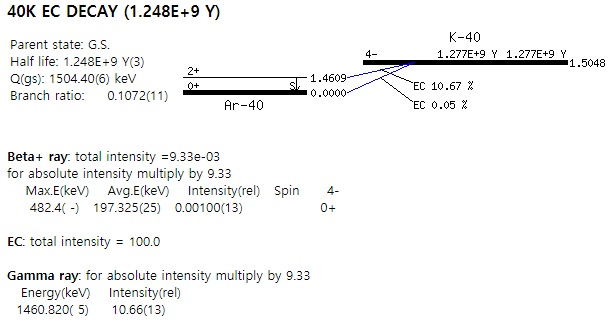 40K EC DECAY (1.248E+9 Y)
Parent state: G.S.
Half life: 1.248E+9 Y(3)
Q(gs): 1504.40(6) keV
Branch ratio: 0.1072(11)
K-40
4- 1.277E+9 Y 1.277E+9 Y
1.5048
2+
1.4609
0+ S
0.0000
EC 10.67 %
EC 0.05 %
Ar-40
Beta+ ray: total intensity =9.33e-03
for absolute intensity multiply by 9.33
Max.E(keV) Avg.E(keV) Intensity(rel) Spin 4-
482.4( -) 197.325(25) 0.00100(13) 0+
EC: total intensity = 100.0
Gamma ray: for absolute intensity multiply by 9.33
Energy(keV) Intensity(rel)
1460.820( 5) 10.66(13)